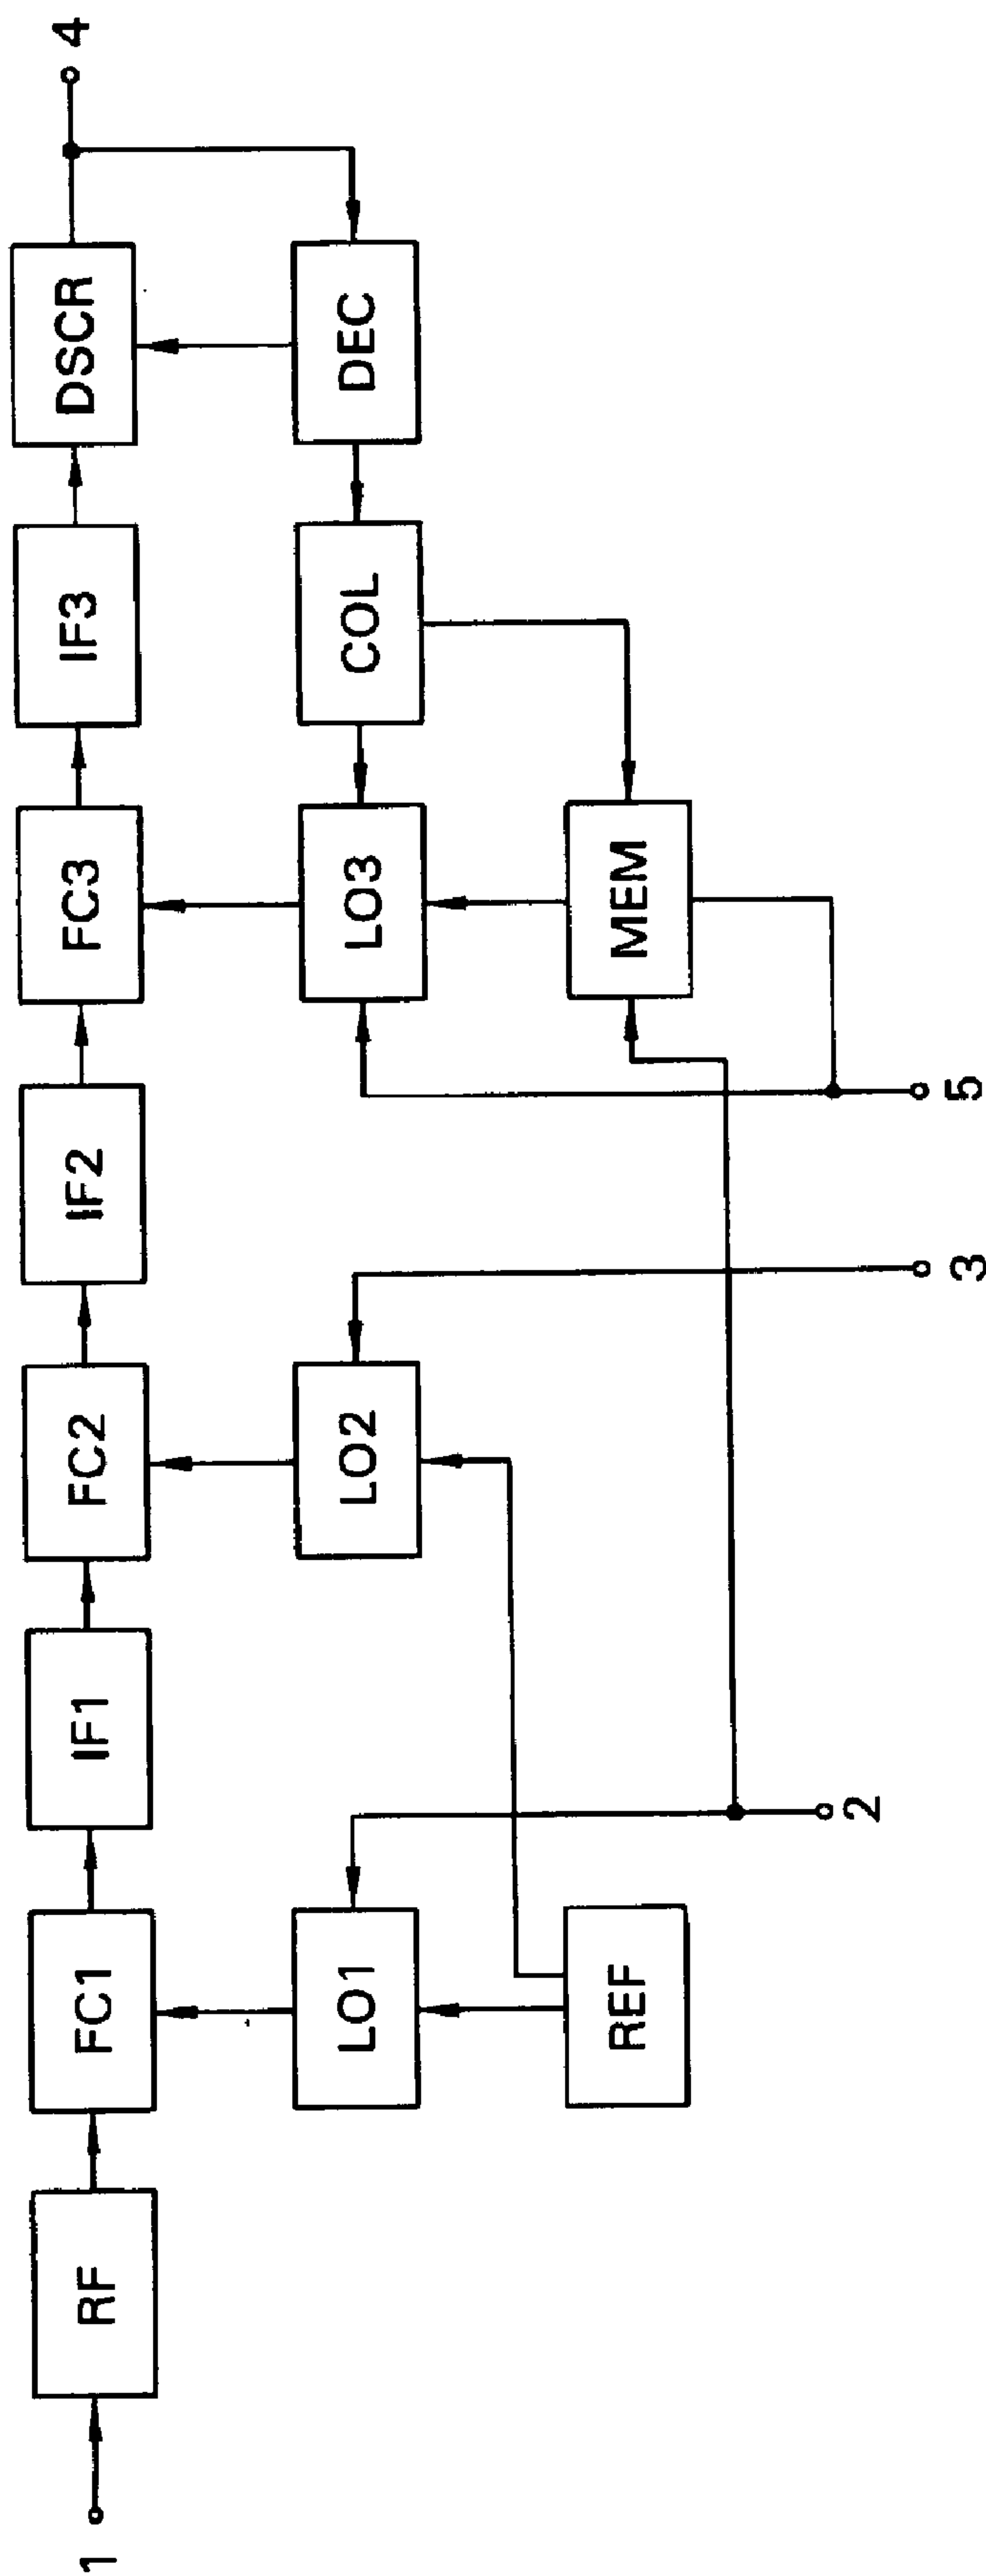 1
RF
FC1
IF1
FC2
IF2
FC3
IF3
DSCR
4
LO1
LO2
LO3
COL
DEC
REF
MEM
2
3
5